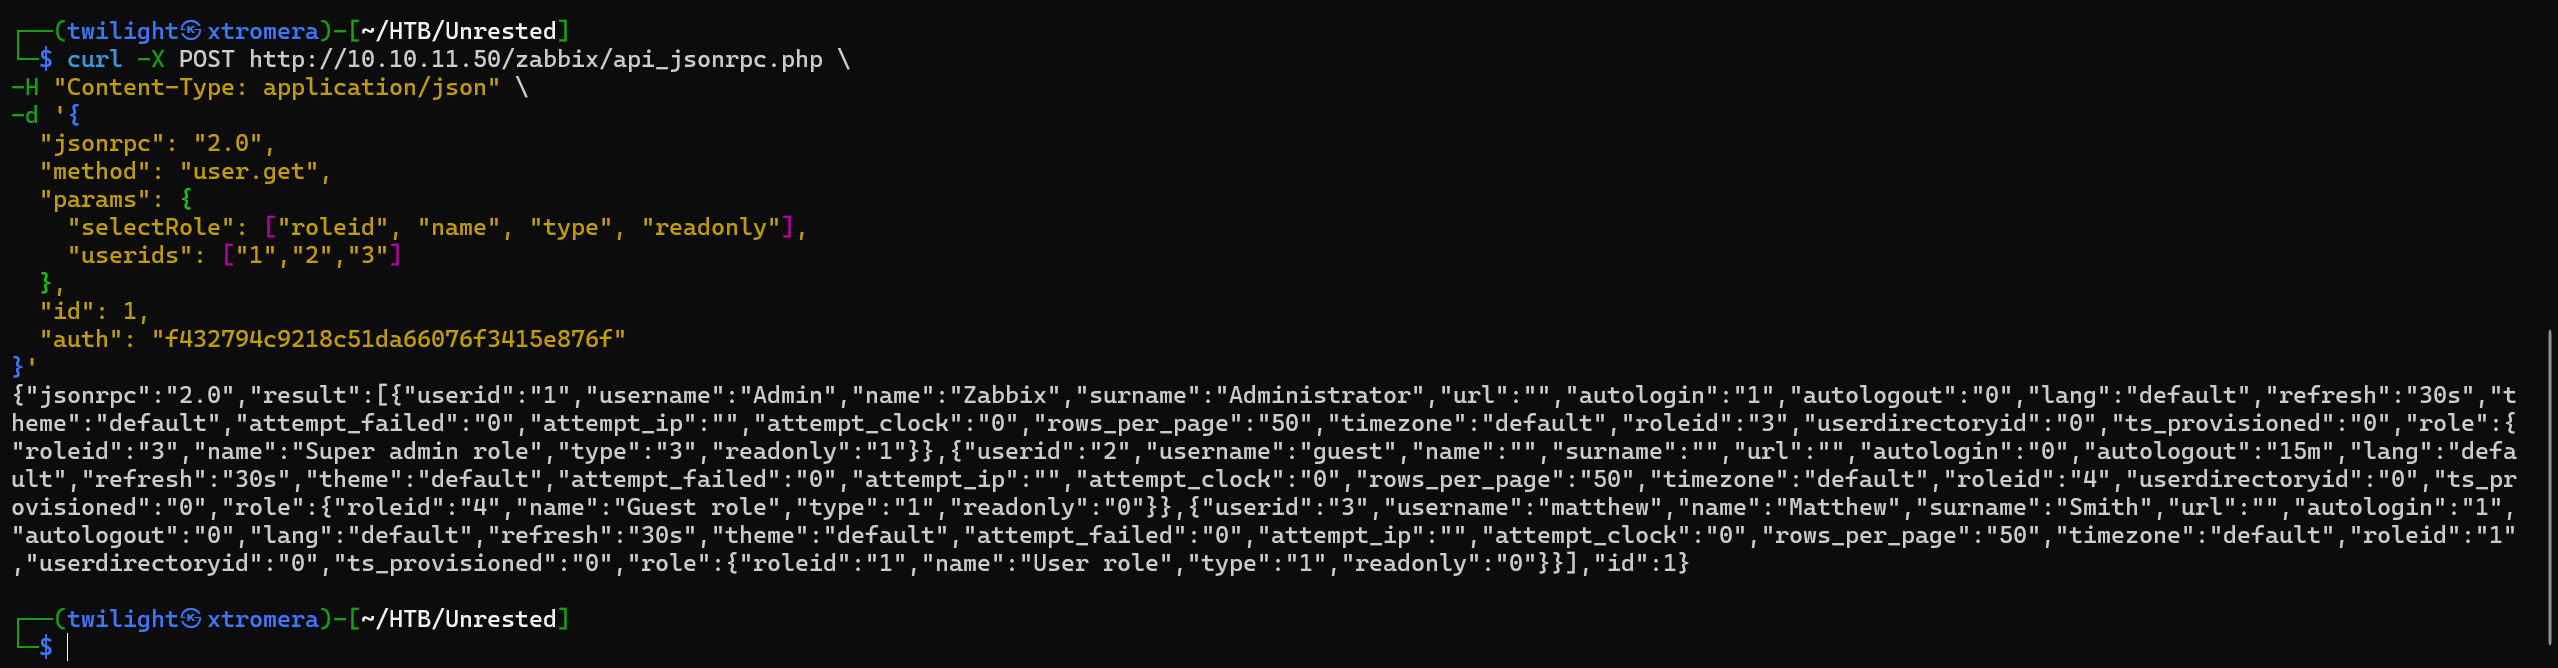 ┌──(twilight㉿xtromera)-[~/HTB/Unrested]
└─$ curl -X POST http://10.10.11.50/zabbix/api_jsonrpc.php \
-H "Content-Type: application/json" \
-d '{
  "jsonrpc": "2.0",
  "method": "user.get",
  "params": {
    "selectRole": ["roleid", "name", "type", "readonly"],
    "userids": ["1","2","3"]
  },
  "id": 1,
  "auth": "f432794c9218c51da66076f3415e876f"
}'
{"jsonrpc":"2.0","result":[{"userid":"1","username":"Admin","name":"Zabbix","surname":"Administrator","url":"","autologin":"1","autologout":"0","lang":"default","refresh":"30s","t
heme":"default","attempt_failed":"0","attempt_ip":"","attempt_clock":"0","rows_per_page":"50","timezone":"default","roleid":"3","userdirectoryid":"0","ts_provisioned":"0","role":{
"roleid":"3","name":"Super admin role","type":"3","readonly":"1"}},{"userid":"2","username":"guest","name":"","surname":"","url":"","autologin":"0","autologout":"15m","lang":"defa
ult","refresh":"30s","theme":"default","attempt_failed":"0","attempt_ip":"","attempt_clock":"0","rows_per_page":"50","timezone":"default","roleid":"4","userdirectoryid":"0","ts_pr
ovisioned":"0","role":{"roleid":"4","name":"Guest role","type":"1","readonly":"0"}},{"userid":"3","username":"matthew","name":"Matthew","surname":"Smith","url":"","autologin":"1",
"autologout":"0","lang":"default","refresh":"30s","theme":"default","attempt_failed":"0","attempt_ip":"","attempt_clock":"0","rows_per_page":"50","timezone":"default","roleid":"1"
,"userdirectoryid":"0","ts_provisioned":"0","role":{"roleid":"1","name":"User role","type":"1","readonly":"0"}}],"id":1}
┌──(twilight㉿xtromera)-[~/HTB/Unrested]
└─$